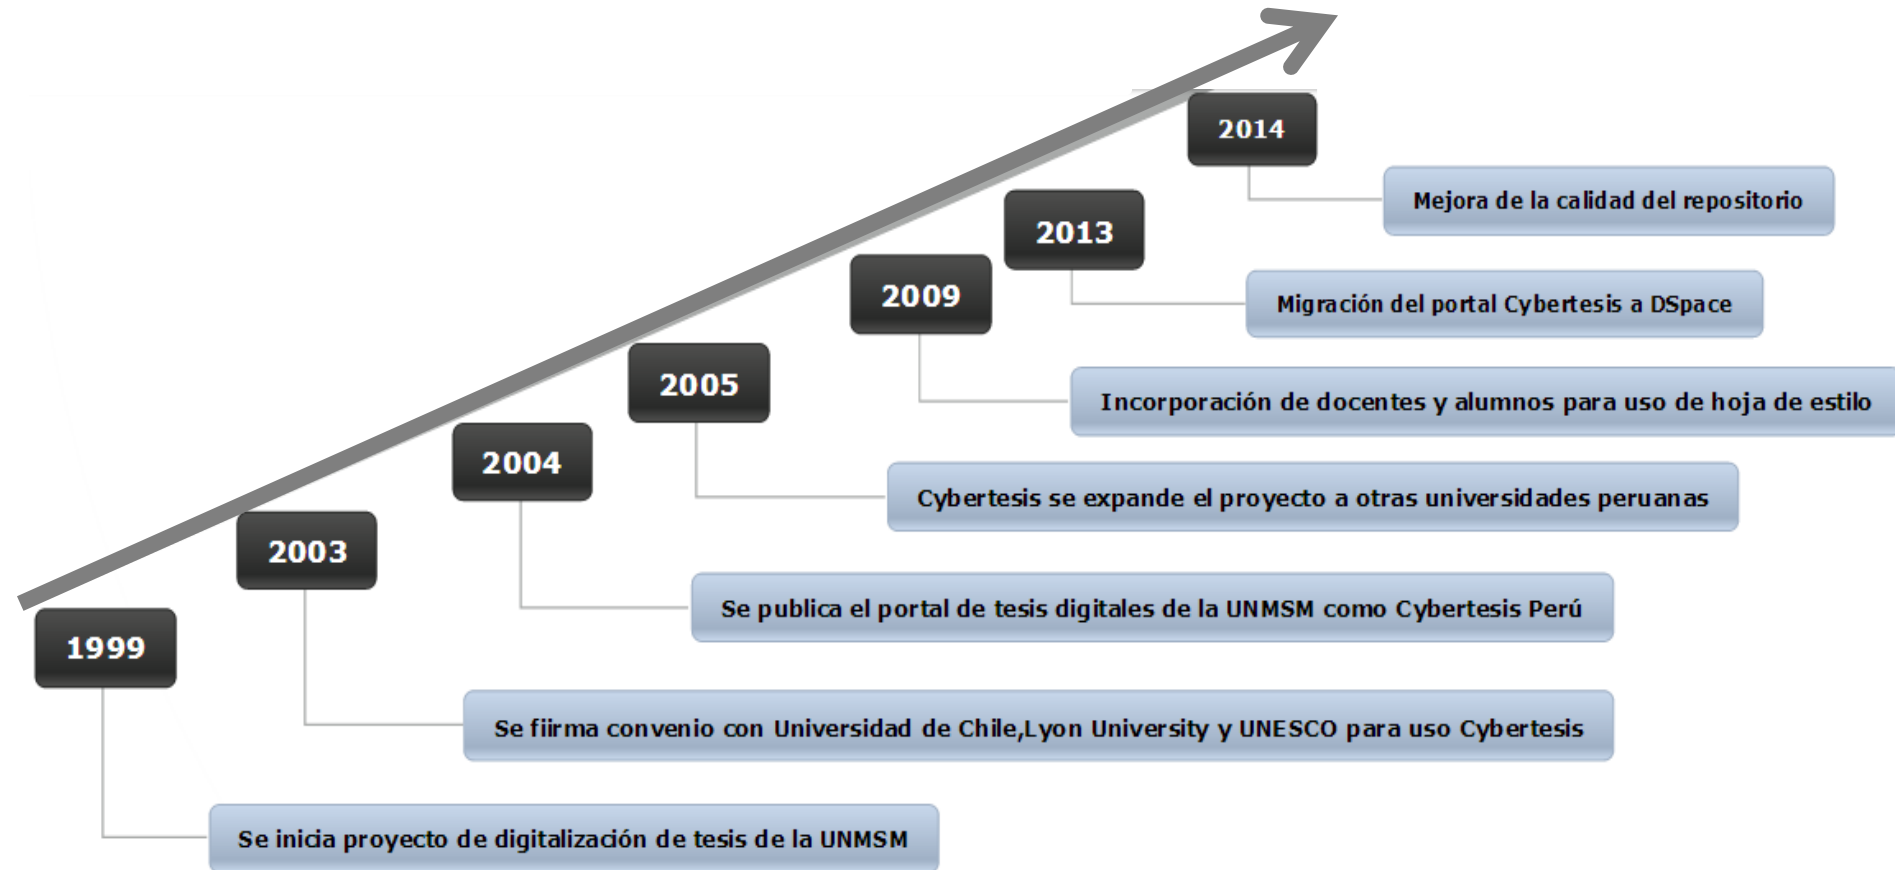 2014
Mejora de la calidad del repositorio
2013
Migración del portal Cybertesis a DSpace
2009
Incorporación de docentes y alumnos para uso de hoja de estilo
2005
Cybertesis se expande el proyecto a otras universidades peruanas
2004
Se publica el portal de tesis digitales de la UNMSM como Cybertesis Perú
2003
Se fiirma convenio con Universidad de Chile,Lyon University y UNESCO para uso Cybertesis
1999
Se inicia proyecto de digitalización de tesis de la UNMSM